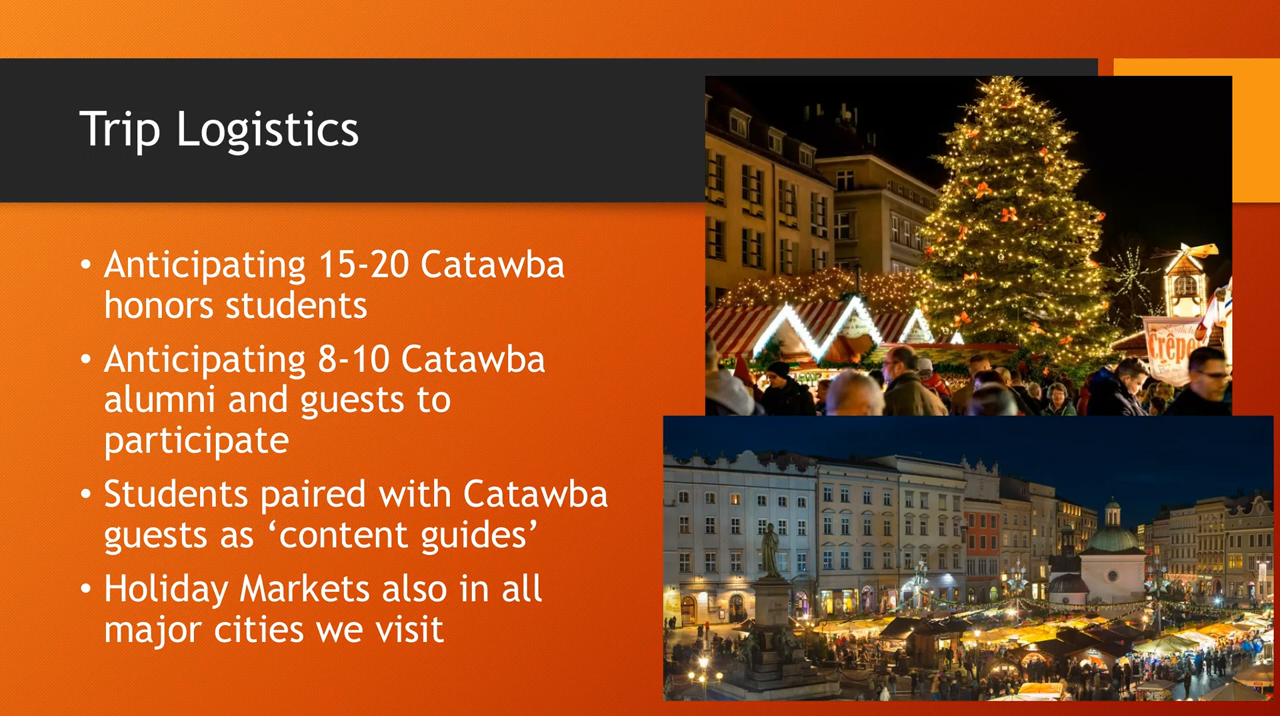 Trip Logistics
• Anticipating 15-20 Catawba
honors students
• Anticipating 8-10 Catawba
alumni and guests to
participate
• Students paired with Catawba
guests as ‘content guides’
• Holiday Markets also in all
major cities we visit
Crêpe